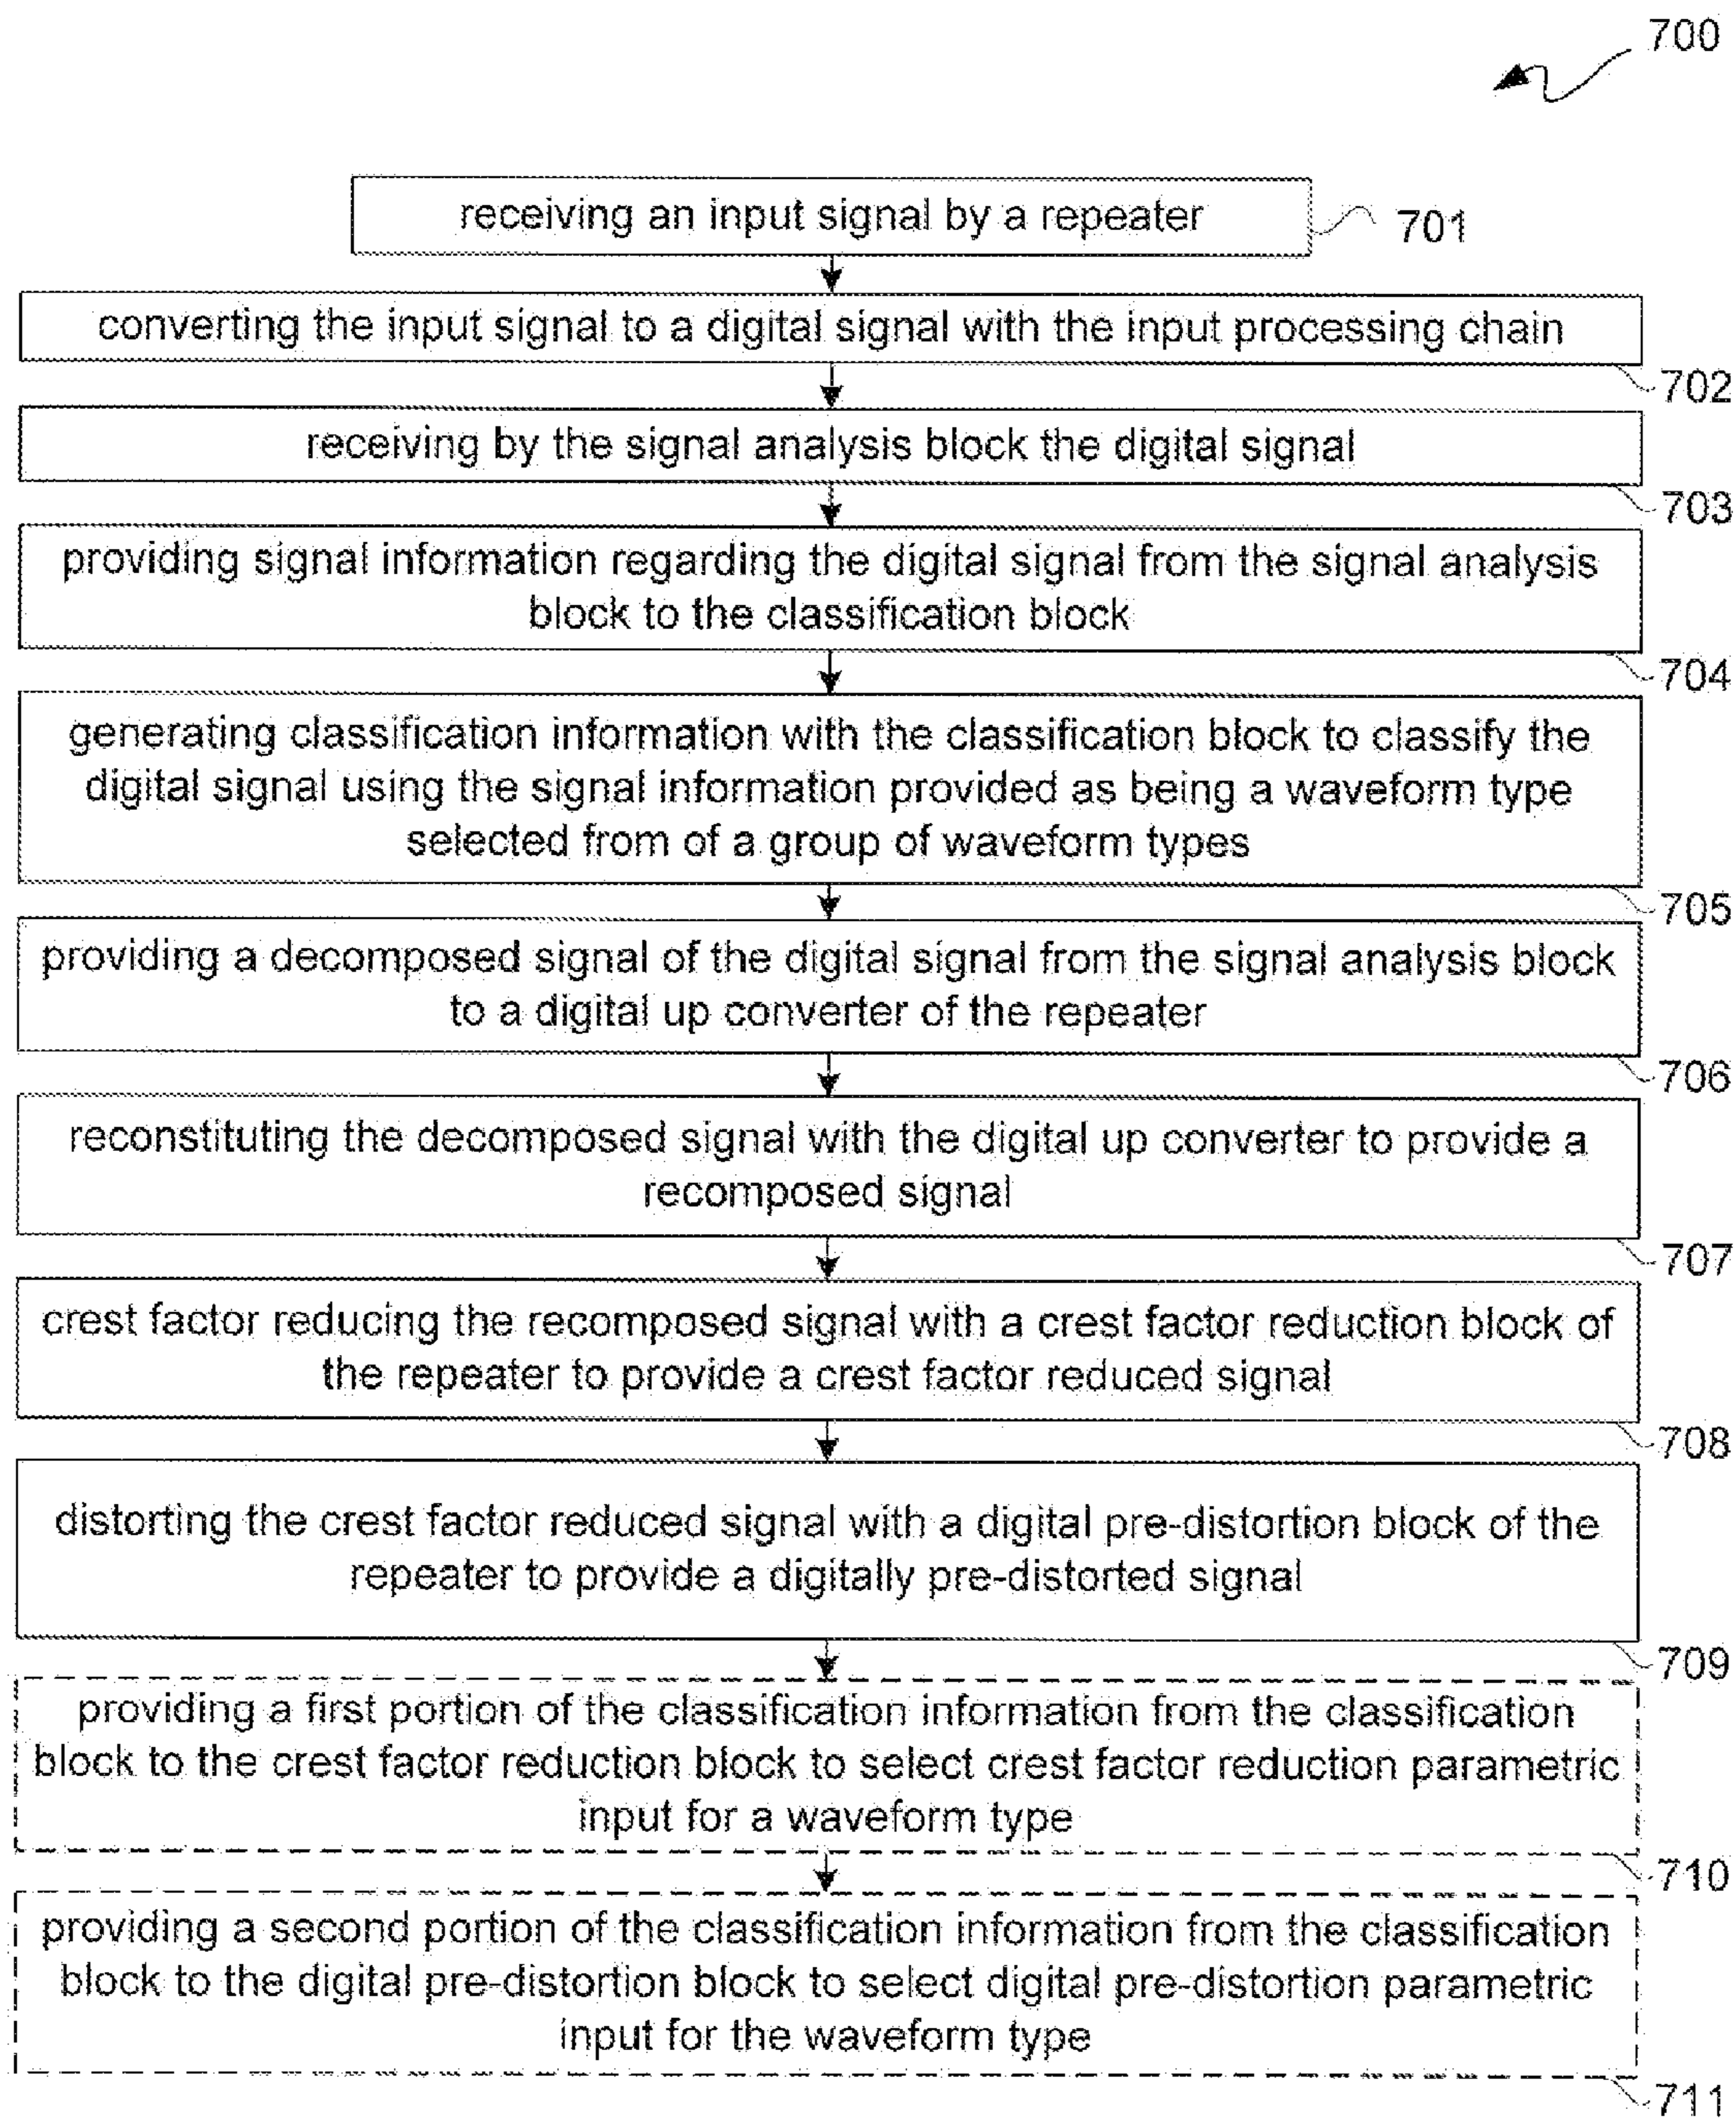 700
receiving an input signal by a repeater
701
converting the input signal to a digital signal with the input processing chain
702
receiving by the signal analysis block the digital signal
703
providing signal information regarding the digital signal from the signal analysis
block to the classification block
704
generating classification information with the classification block to classify the
digital signal using the signal information provided as being a waveform type
selected from of a group of waveform types
705
providing a decomposed signal of the digital signal from the signal analysis block
to a digital up converter of the repeater
706
reconstituting the decomposed signal with the digital up converter to provide a
recomposed signal
707
crest factor reducing the recomposed signal with a crest factor reduction block of
the repeater to provide a crest factor reduced signal
708
distorting the crest factor reduced signal with a digital pre-distortion block of the
repeater to provide a digitally pre-distorted signal
709
providing a first portion of the classification information from the classification
block to the crest factor reduction block to select crest factor reduction parametric
input for a waveform type
710
providing a second portion of the classification information from the classification
block to the digital pre-distortion block to select digital pre-distortion parametric
input for the waveform type
711